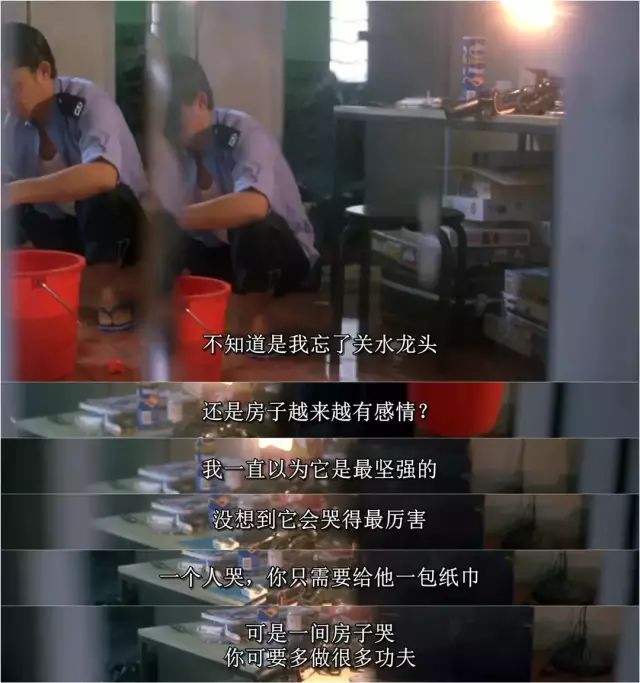 不知道是我忘了关水龙头
还是房子越来越有感情？
我一直以为它是最坚强的
没想到它会哭得最厉害
一个人哭，你只需要给他一包纸巾
可是一间房子哭
你可要多做很多功夫